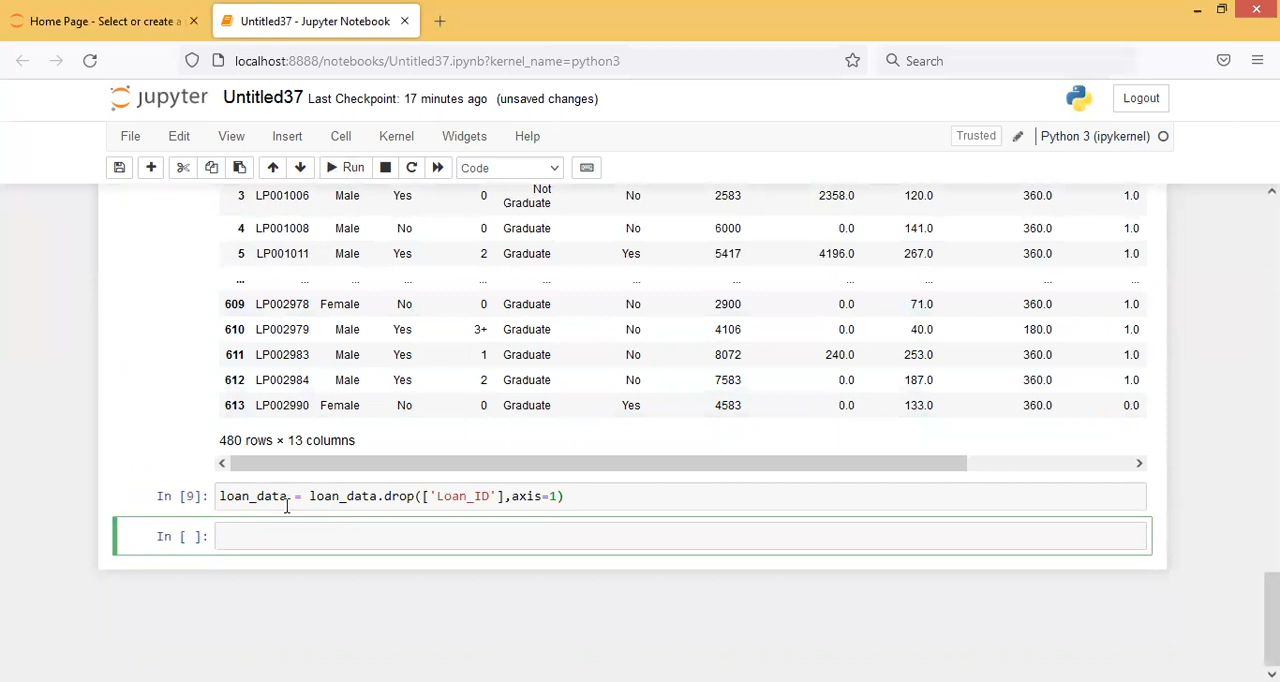 Home Page - Select or create a
Untitled37 - Jupyter Notebook
localhost:8888/notebooks/Untitled37.ipynb?kernel_name=python3
Search
jupyter Untitled37 Last Checkpoint: 17 minutes ago (unsaved changes)
Logout
File Edit View Insert Cell Kernel Widgets Help
Trusted
Python 3 (ipykernel)
Run
Code
3 LP001006 Male Yes 0 Not Graduate No 2583 2358.0 120.0 360.0 1.0
4 LP001008 Male No 0 Graduate No 6000 0.0 141.0 360.0 1.0
5 LP001011 Male Yes 2 Graduate Yes 5417 4196.0 267.0 360.0 1.0
... ... ... ... ... ... ... ... ... ... ... ...
609 LP002978 Female No 0 Graduate No 2900 0.0 71.0 360.0 1.0
610 LP002979 Male Yes 3+ Graduate No 4106 0.0 40.0 180.0 1.0
611 LP002983 Male Yes 1 Graduate No 8072 240.0 253.0 360.0 1.0
612 LP002984 Male Yes 2 Graduate No 7583 0.0 187.0 360.0 1.0
613 LP002990 Female No 0 Graduate Yes 4583 0.0 133.0 360.0 0.0
480 rows × 13 columns
In [9]: loan_data = loan_data.drop(['Loan_ID'],axis=1)
In [ ]: